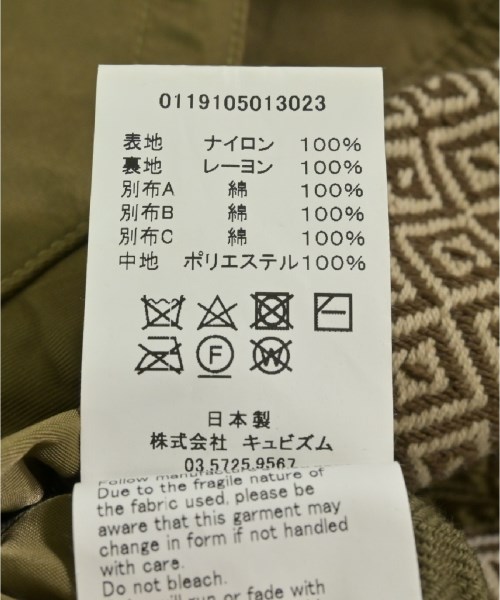 0119105013023
表地 ナイロン 100%
裏地 レーヨン 100%
別布A 綿 100%
別布B 綿 100%
別布C 綿 100%
中地 ポリエステル100%
F W
日本製
株式会社 キュビズム
03.5725.9567
Follow
Due to the fragile nature of
the fabric used, please be
aware that this garment may
change in form if not handled
with care.
Do not bleach.
or fade with